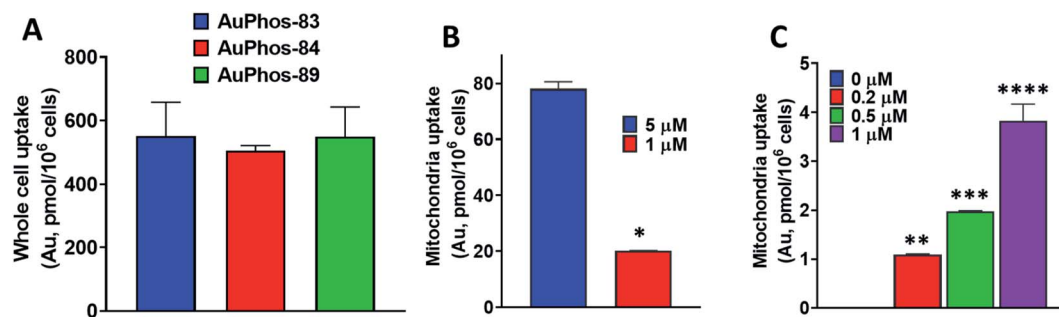 A
AuPhos-83
AuPhos-84
AuPhos-89
Whole cell uptake
(Au, pmol/10⁶ cells)
800
600
400
200
0
B
Mitochondria uptake
(Au, pmol/10⁶ cells)
80
60
40
20
0
5 μM
1 μM
*
C
Mitochondria uptake
(Au, pmol/10⁶ cells)
5
4
3
2
1
0
0 μM
0.2 μM
0.5 μM
1 μM
**
***
****